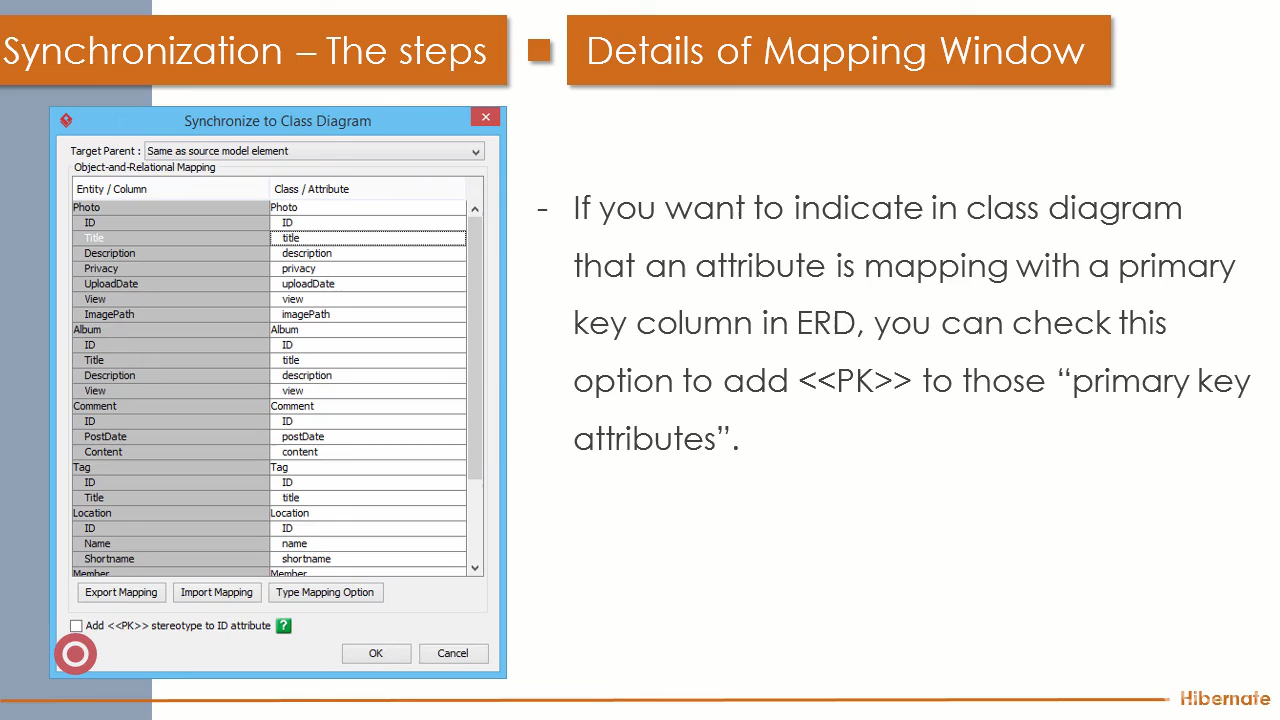 Synchronization – The steps
Details of Mapping Window
Synchronize to Class Diagram
Target Parent : Same as source model element
Object-and-Relational Mapping
Entity / Column Class / Attribute
Photo Photo
ID ID
Title title
Description description
Privacy privacy
UploadDate uploadDate
View view
ImagePath imagePath
Album Album
ID ID
Title title
Description description
View view
Comment Comment
ID ID
PostDate postDate
Content content
Tag Tag
ID ID
Title title
Location Location
ID ID
Name name
Shortname shortname
Member Member
Export Mapping Import Mapping Type Mapping Option
Add <<PK>> stereotype to ID attribute ?
OK Cancel
- If you want to indicate in class diagram
that an attribute is mapping with a primary
key column in ERD, you can check this
option to add <<PK>> to those “primary key
attributes”.
Hibernate